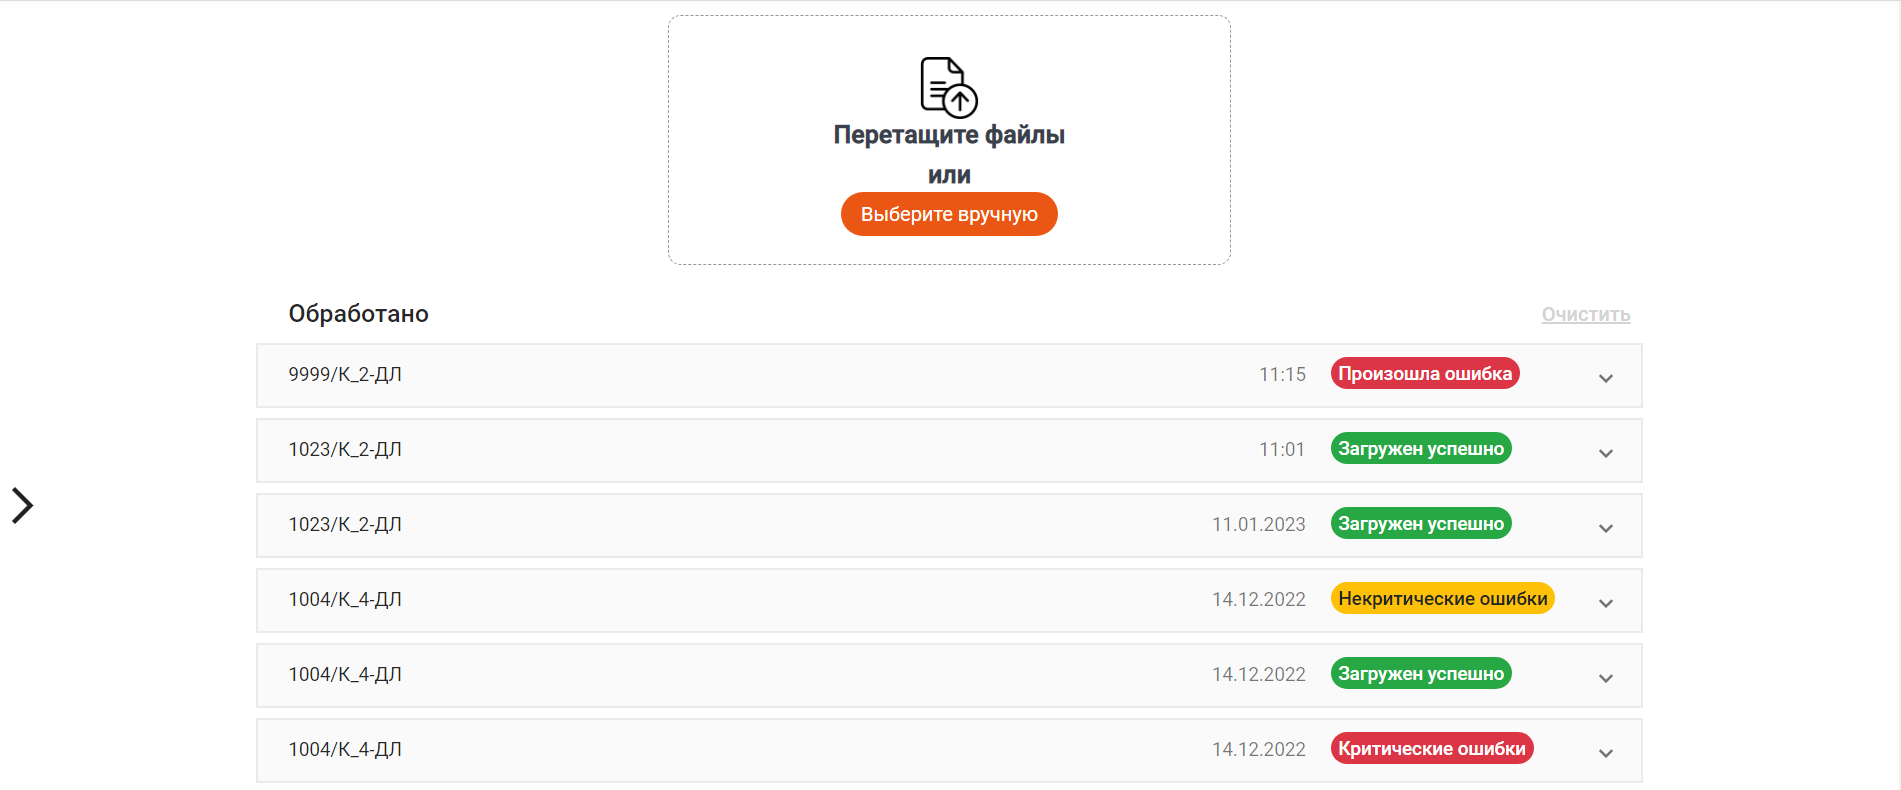 Перетащите файлы
или
Выберите вручную
Обработано Очистить
9999/К_2-ДЛ 11:15 Произошла ошибка
1023/К_2-ДЛ 11:01 Загружен успешно
1023/К_2-ДЛ 11.01.2023 Загружен успешно
1004/К_4-ДЛ 14.12.2022 Некритические ошибки
1004/К_4-ДЛ 14.12.2022 Загружен успешно
1004/К_4-ДЛ 14.12.2022 Критические ошибки